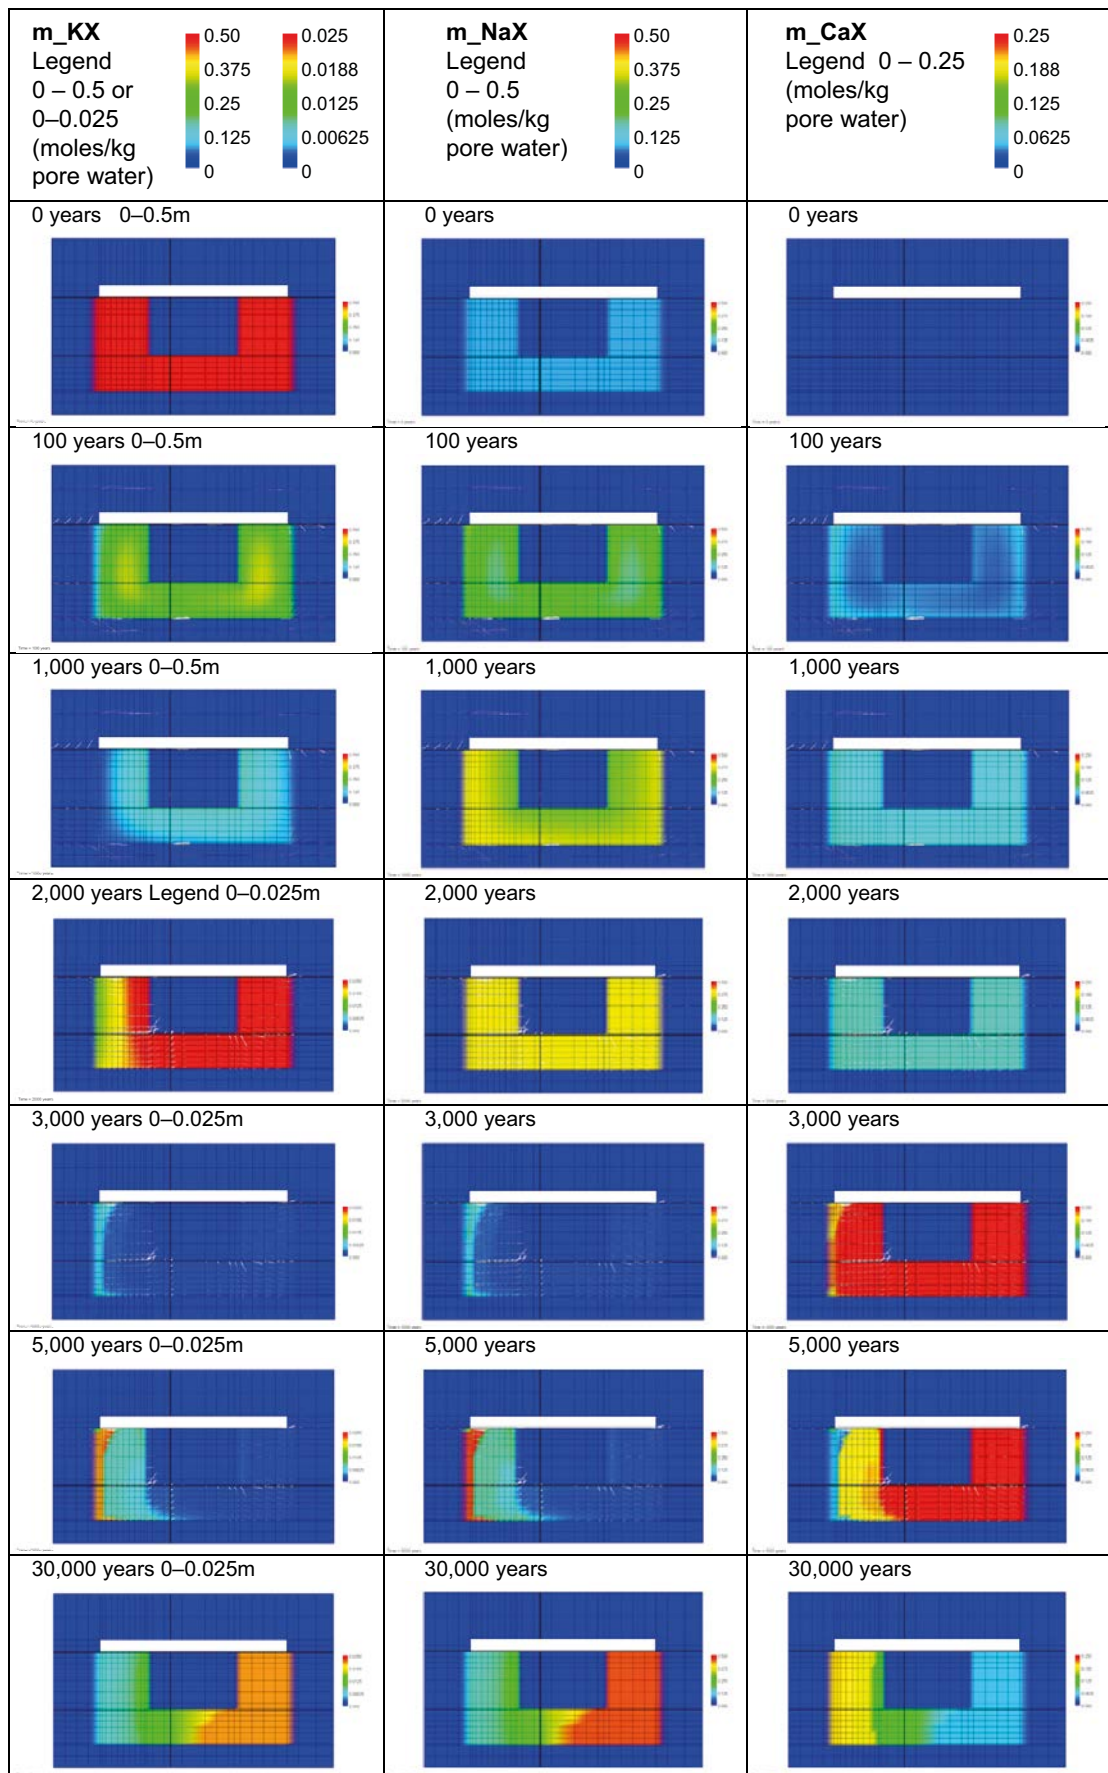 m_KX
Legend
0 – 0.5 or
0–0.025
(moles/kg
pore water)
0.50
0.375
0.25
0.125
0
0.025
0.0188
0.0125
0.00625
0
m_NaX
Legend
0 – 0.5
(moles/kg
pore water)
0.50
0.375
0.25
0.125
0
m_CaX
Legend 0 – 0.25
(moles/kg
pore water)
0.25
0.188
0.125
0.0625
0
0 years 0–0.5m
0 years
0 years
100 years 0–0.5m
100 years
100 years
1,000 years 0–0.5m
1,000 years
1,000 years
2,000 years Legend 0–0.025m
2,000 years
2,000 years
3,000 years 0–0.025m
3,000 years
3,000 years
5,000 years 0–0.025m
5,000 years
5,000 years
30,000 years 0–0.025m
30,000 years
30,000 years